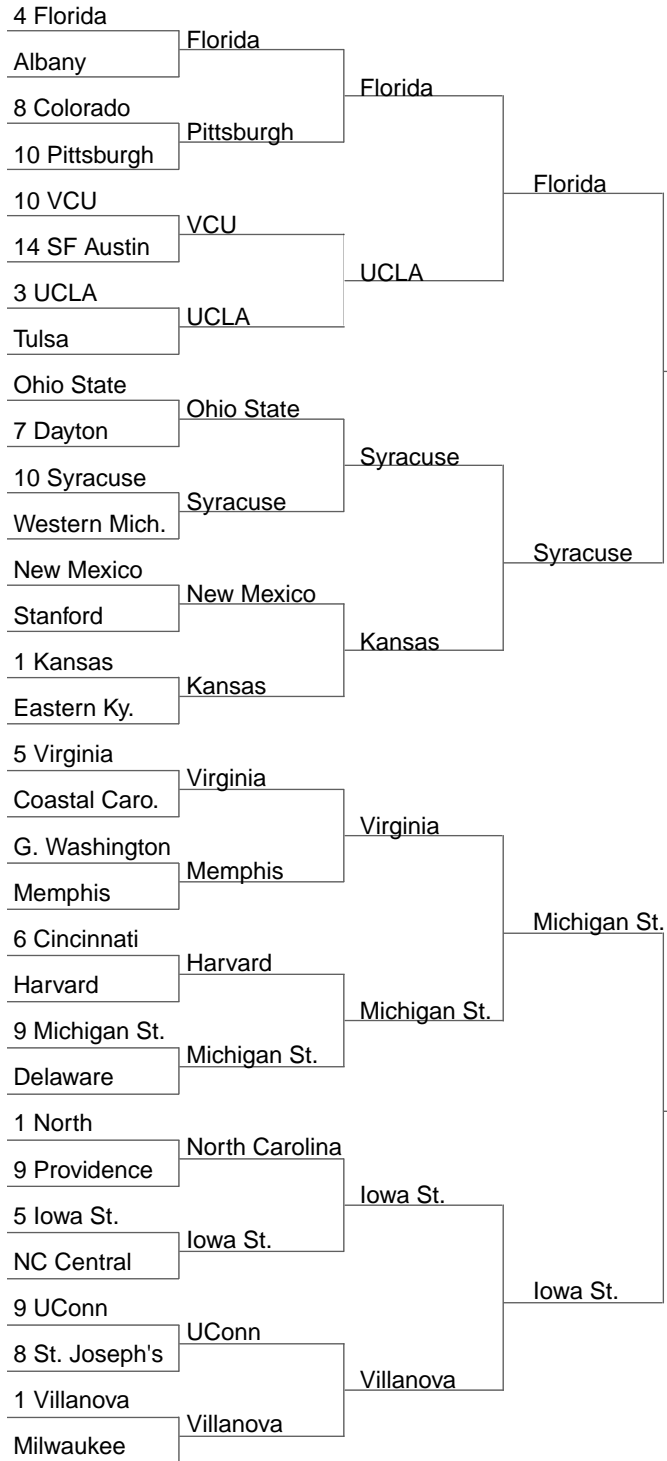 4 Florida
Albany
8 Colorado
10 Pittsburgh
10 VCU
14 SF Austin
3 UCLA
Tulsa
Ohio State
7 Dayton
10 Syracuse
Western Mich.
New Mexico
Stanford
1 Kansas
Eastern Ky.
5 Virginia
Coastal Caro.
G. Washington
Memphis
6 Cincinnati
Harvard
9 Michigan St.
Delaware
1 North
9 Providence
5 Iowa St.
NC Central
9 UConn
8 St. Joseph's
1 Villanova
Milwaukee
Florida
Pittsburgh
VCU
UCLA
Ohio State
Syracuse
New Mexico
Kansas
Virginia
Memphis
Harvard
Michigan St.
North Carolina
Iowa St.
UConn
Villanova
Florida
UCLA
Syracuse
Kansas
Virginia
Michigan St.
Iowa St.
Villanova
Florida
Syracuse
Michigan St.
Iowa St.